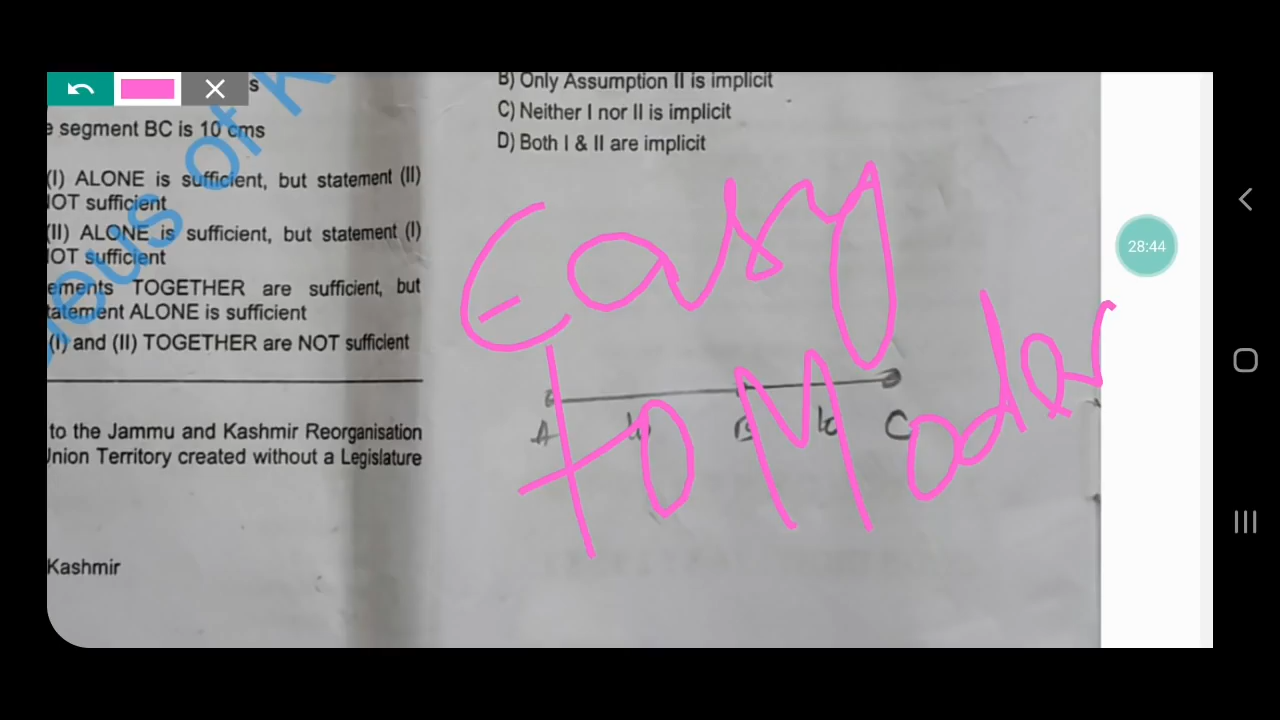 s
e segment BC is 10 cms
(I) ALONE is sufficient, but statement (II)
NOT sufficient
(II) ALONE is sufficient, but statement (I)
OT sufficient
ements TOGETHER are sufficient, but
tatement ALONE is sufficient
(I) and (II) TOGETHER are NOT sufficient
to the Jammu and Kashmir Reorganisation
Union Territory created without a Legislature
Kashmir
B) Only Assumption II is implicit
C) Neither I nor II is implicit
D) Both I & II are implicit
Easy
to Moder
A B C
28:44